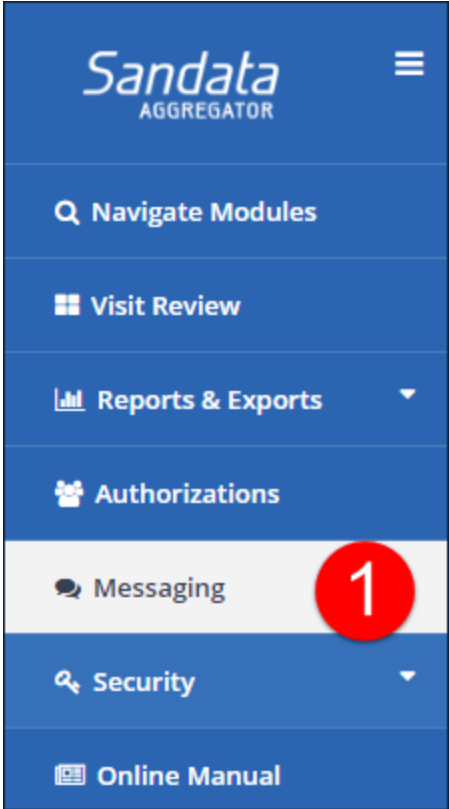 Sandata
AGGREGATOR
Navigate Modules
Visit Review
Reports & Exports
Authorizations
Messaging
1
Security
Online Manual